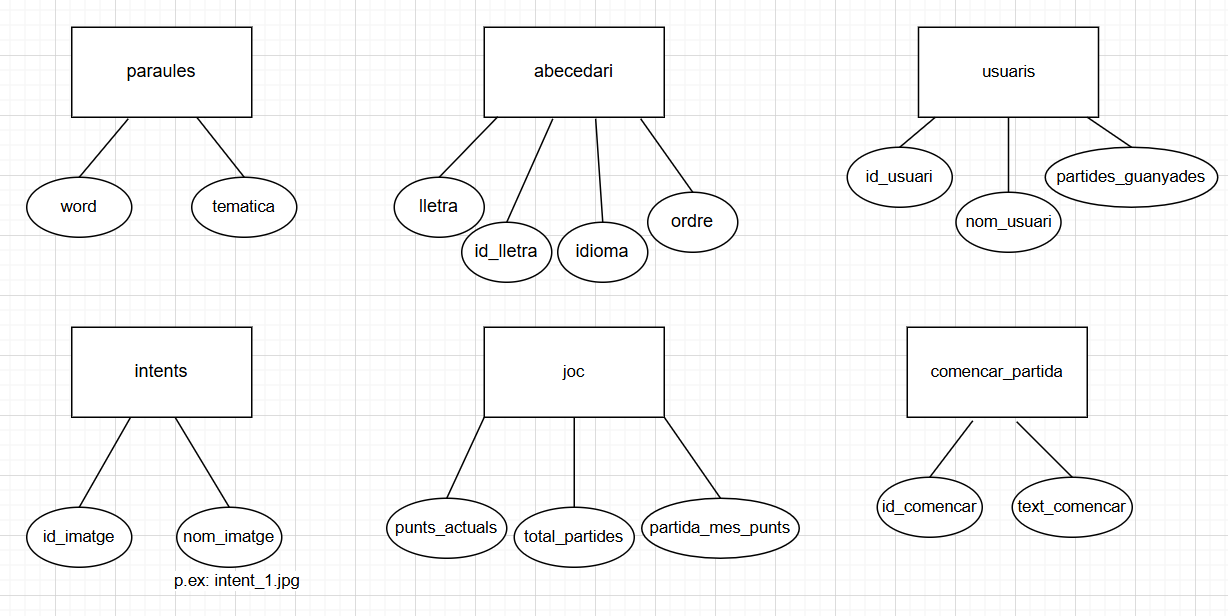 paraules
abecedari
usuaris
word
tematica
lletra
id_lletra
idioma
ordre
id_usuari
nom_usuari
partides_guanyades
intents
joc
comencar_partida
id_imatge
nom_imatge
p.ex: intent_1.jpg
punts_actuals
total_partides
partida_mes_punts
id_comencar
text_comencar